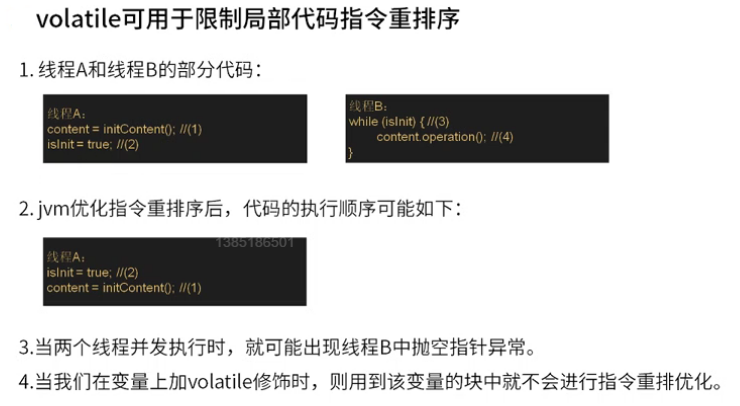 volatile可用于限制局部代码指令重排序
1. 线程A和线程B的部分代码：
线程A：
content = initContent(); //(1)
isInit = true; //(2)
线程B：
while (isInit) { //(3)
content.operation(); //(4)
}
2. jvm优化指令重排序后，代码的执行顺序可能如下：
1385186501
线程A：
isInit = true; //(2)
content = initContent(); //(1)
3.当两个线程并发执行时，就可能出现线程B中抛空指针异常。
4.当我们在变量上加volatile修饰时，则用到该变量的块中就不会进行指令重排优化。